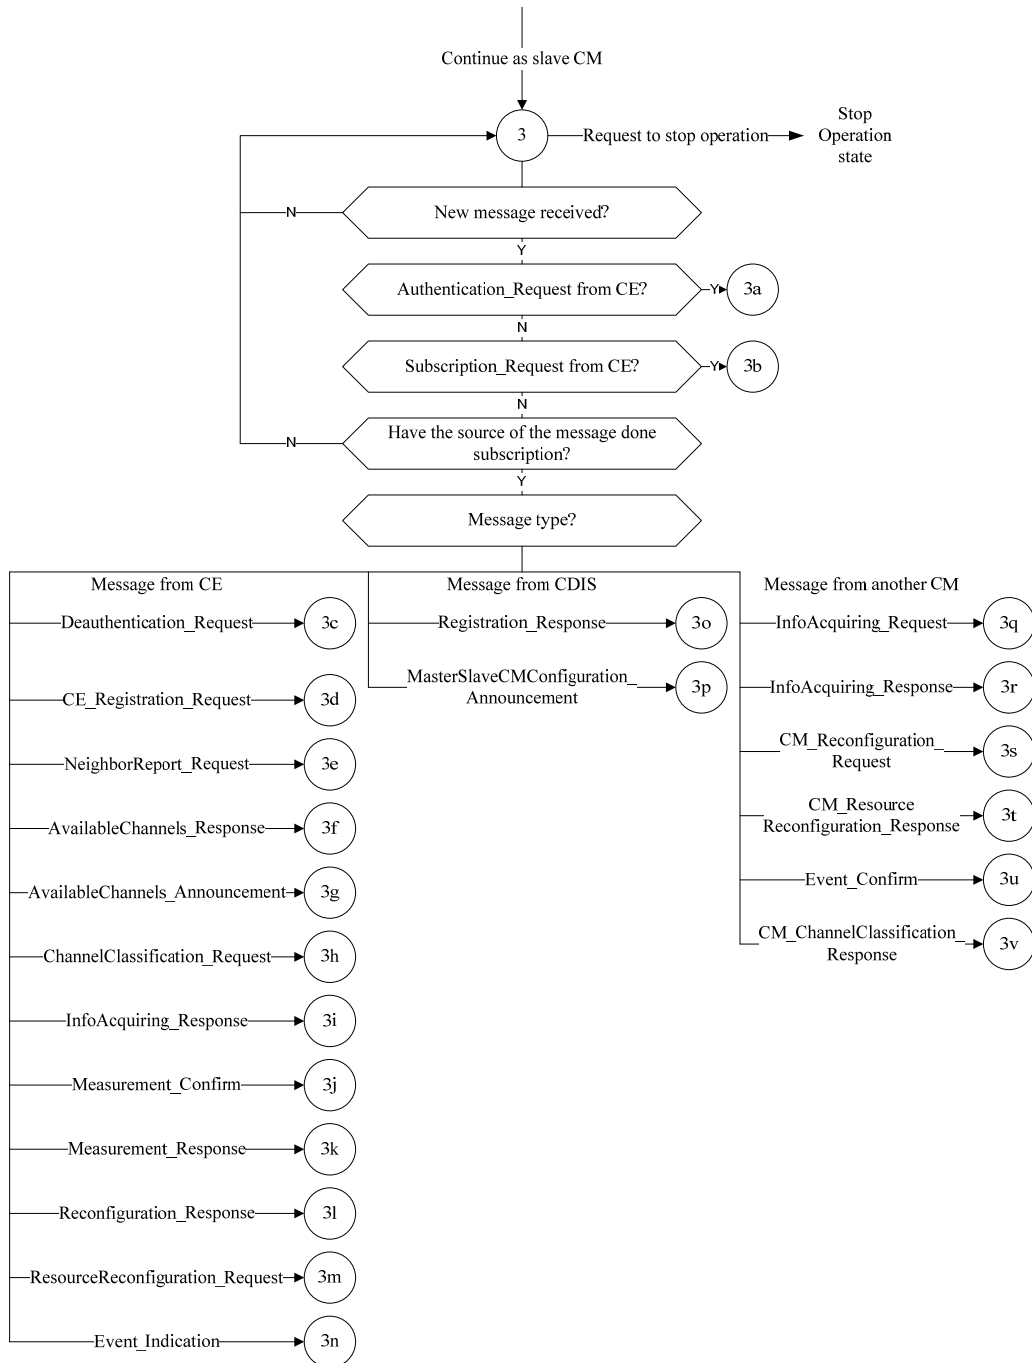 Continue as slave CM
3
Request to stop operation
Stop
Operation
state
New message received?
N
Y
Authentication_Request from CE?
Y
3a
N
Subscription_Request from CE?
Y
3b
N
Have the source of the message done
subscription?
N
Y
Message type?
Message from CE
Deauthentication_Request
3c
CE_Registration_Request
3d
NeighborReport_Request
3e
AvailableChannels_Response
3f
AvailableChannels_Announcement
3g
ChannelClassification_Request
3h
InfoAcquiring_Response
3i
Measurement_Confirm
3j
Measurement_Response
3k
Reconfiguration_Response
3l
ResourceReconfiguration_Request
3m
Event_Indication
3n
Message from CDIS
Registration_Response
3o
MasterSlaveCMConfiguration_
Announcement
3p
Message from another CM
InfoAcquiring_Request
3q
InfoAcquiring_Response
3r
CM_Reconfiguration_
Request
3s
CM_Resource
Reconfiguration_Response
3t
Event_Confirm
3u
CM_ChannelClassification_
Response
3v